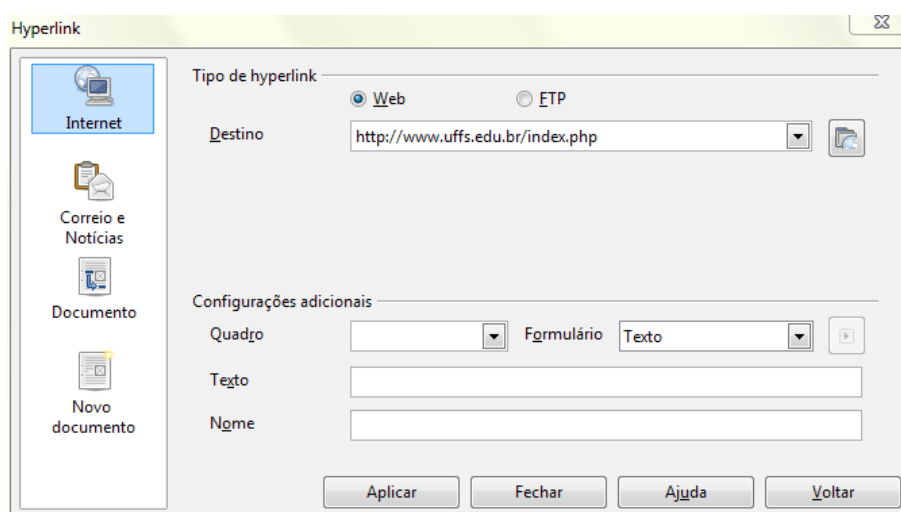 Hyperlink
Internet
Correio e
Notícias
Documento
Novo
documento
Tipo de hyperlink
Web FTP
Destino http://www.uffs.edu.br/index.php
Configurações adicionais
Quadro Formulário Texto
Texto
Nome
Aplicar Fechar Ajuda Voltar